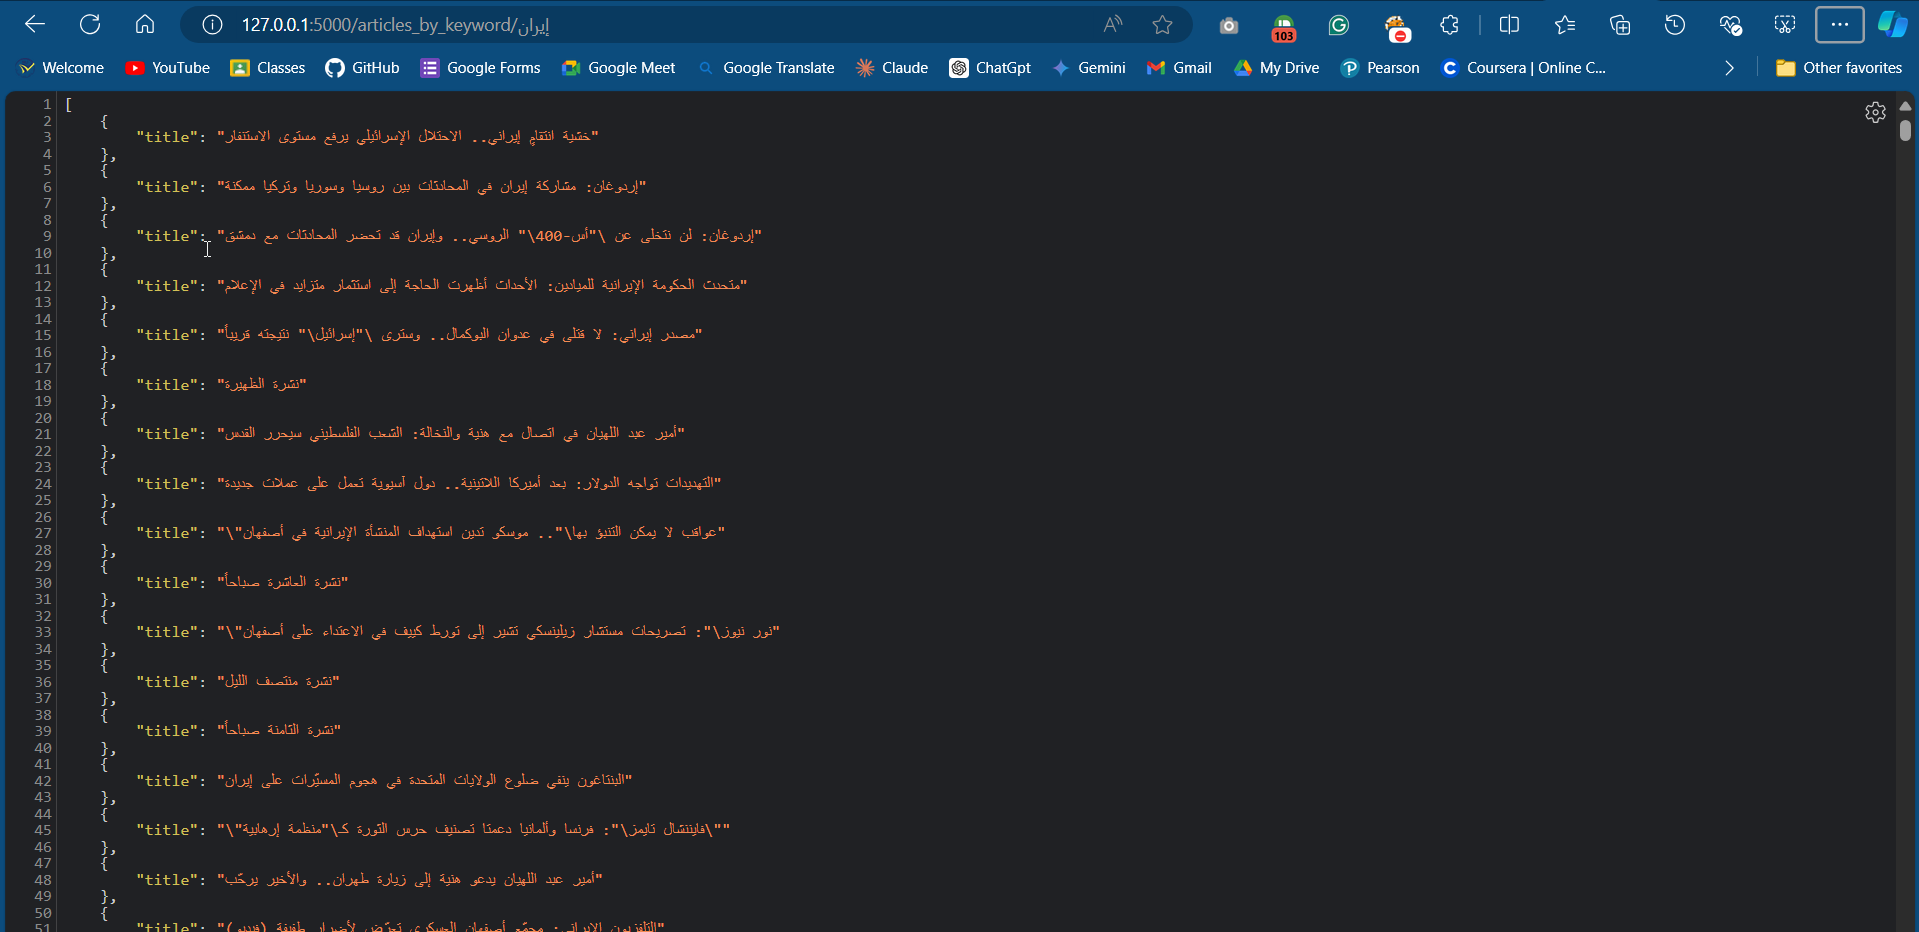 127.0.0.1:5000/articles_by_keyword/إيران
103
Welcome YouTube Classes GitHub Google Forms Google Meet Google Translate Claude ChatGpt Gemini Gmail My Drive Pearson Coursera | Online C... Other favorites
1 [
2 {
3 "title": "خشية انتقامٍ إيراني.. الاحتلال الإسرائيلي يرفع مستوى الاستنفار"
4 },
5 {
6 "title": "إردوغان: مشاركة إيران في المحادثات بين روسيا وسوريا وتركيا ممكنة"
7 },
8 {
9 "title": "إردوغان: لن نتخلى عن \"أس-400\" الروسي.. وإيران قد تحضر المحادثات مع دمشق"
10 },
11 {
12 "title": "متحدث الحكومة الإيرانية للميادين: الأحداث أظهرت الحاجة إلى استثمار متزايد في الإعلام"
13 },
14 {
15 "title": "مصدر إيراني: لا قتلى في عدوان البوكمال.. وسترى \"إسرائيل\" نتيجته قريباً"
16 },
17 {
18 "title": "نشرة الظهيرة"
19 },
20 {
21 "title": "أمير عبد اللهيان في اتصال مع هنية والنخالة: الشعب الفلسطيني سيحرر القدس"
22 },
23 {
24 "title": "التهديدات تواجه الدولار: بعد أميركا اللاتينية.. دول آسيوية تعمل على عملات جديدة"
25 },
26 {
27 "title": "\"عواقب لا يمكن التنبؤ بها\".. موسكو تدين استهداف المنشأة الإيرانية في أصفهان"
28 },
29 {
30 "title": "نشرة العاشرة صباحاً"
31 },
32 {
33 "title": "\"نور نيوز\": تصريحات مستشار زيلينسكي تشير إلى تورط كييف في الاعتداء على أصفهان"
34 },
35 {
36 "title": "نشرة منتصف الليل"
37 },
38 {
39 "title": "نشرة الثامنة صباحاً"
40 },
41 {
42 "title": "البنتاغون ينفي ضلوع الولايات المتحدة في هجوم المسيّرات على إيران"
43 },
44 {
45 "title": "\"فايننشال تايمز\": فرنسا وألمانيا دعمتا تصنيف حرس الثورة كـ\"منظمة إرهابية\""
46 },
47 {
48 "title": "أمير عبد اللهيان يدعو هنية إلى زيارة طهران.. والأخير يرحّب"
49 },
50 {
51 "title": "التلفزيون الإيراني: مجمّع أصفهان العسكري تعرّض لأضرار طفيفة (فيديو)"